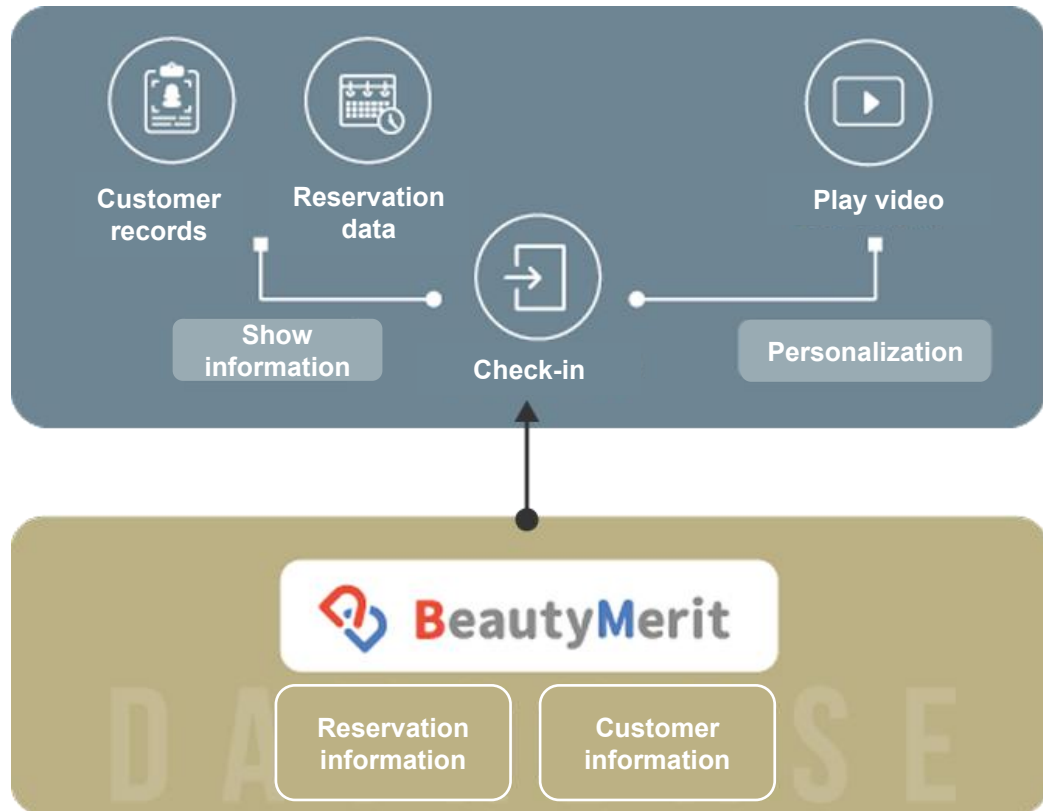 Customer
records
Reservation
data
Play video
Show
information
Check-in
Personalization
BeautyMerit
Reservation
information
Customer
information